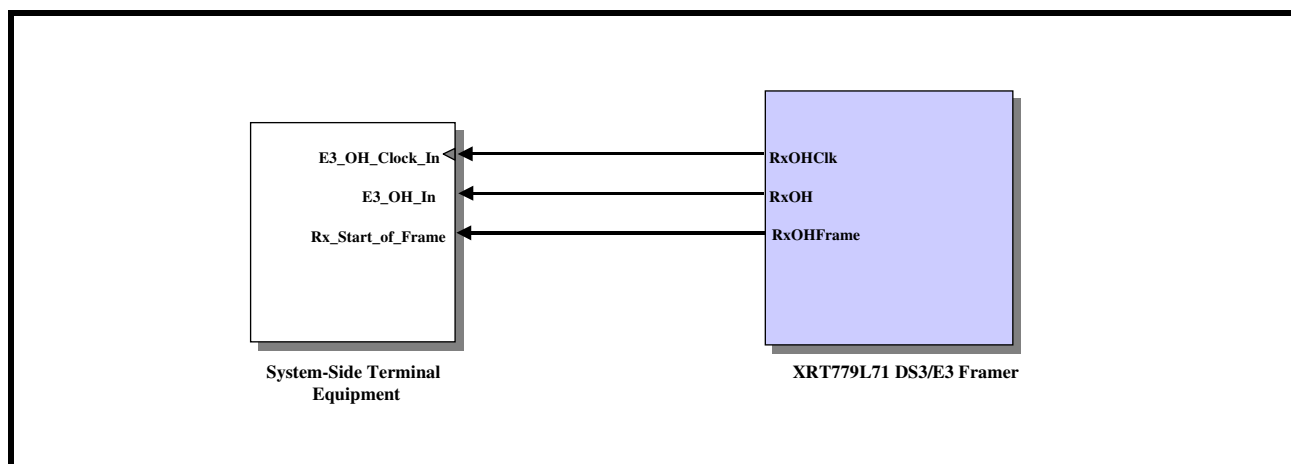 E3_OH_Clock_In
E3_OH_In
Rx_Start_of_Frame
RxOHClk
RxOH
RxOHFrame
System-Side Terminal
Equipment
XRT779L71 DS3/E3 Framer